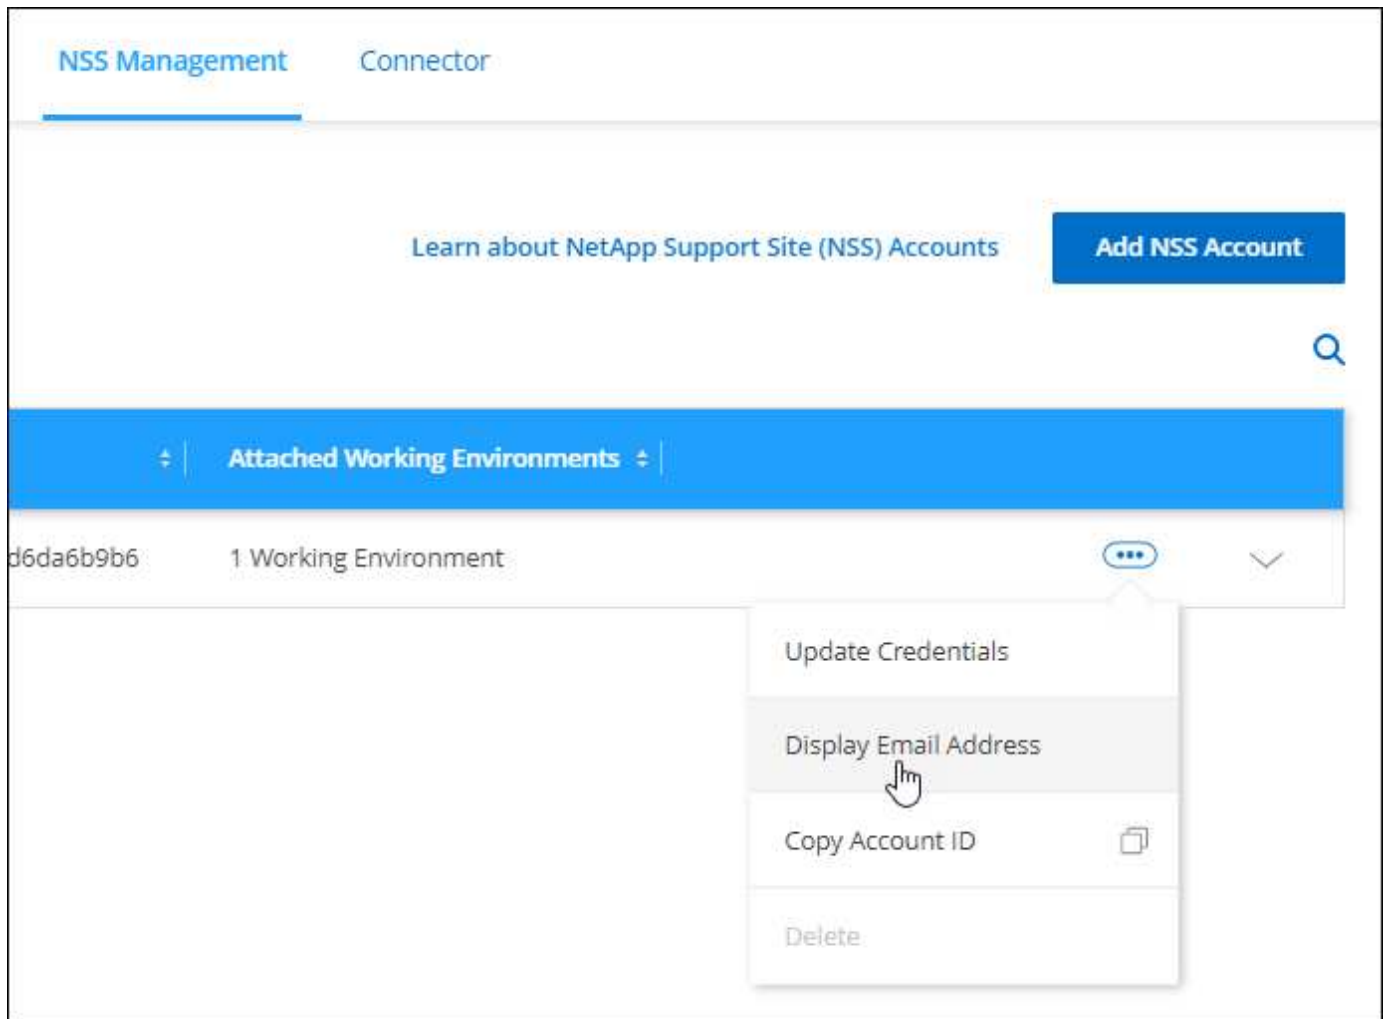 NSS Management Connector
Learn about NetApp Support Site (NSS) Accounts Add NSS Account
Attached Working Environments
d6da6b9b6 1 Working Environment
Update Credentials
Display Email Address
Copy Account ID
Delete